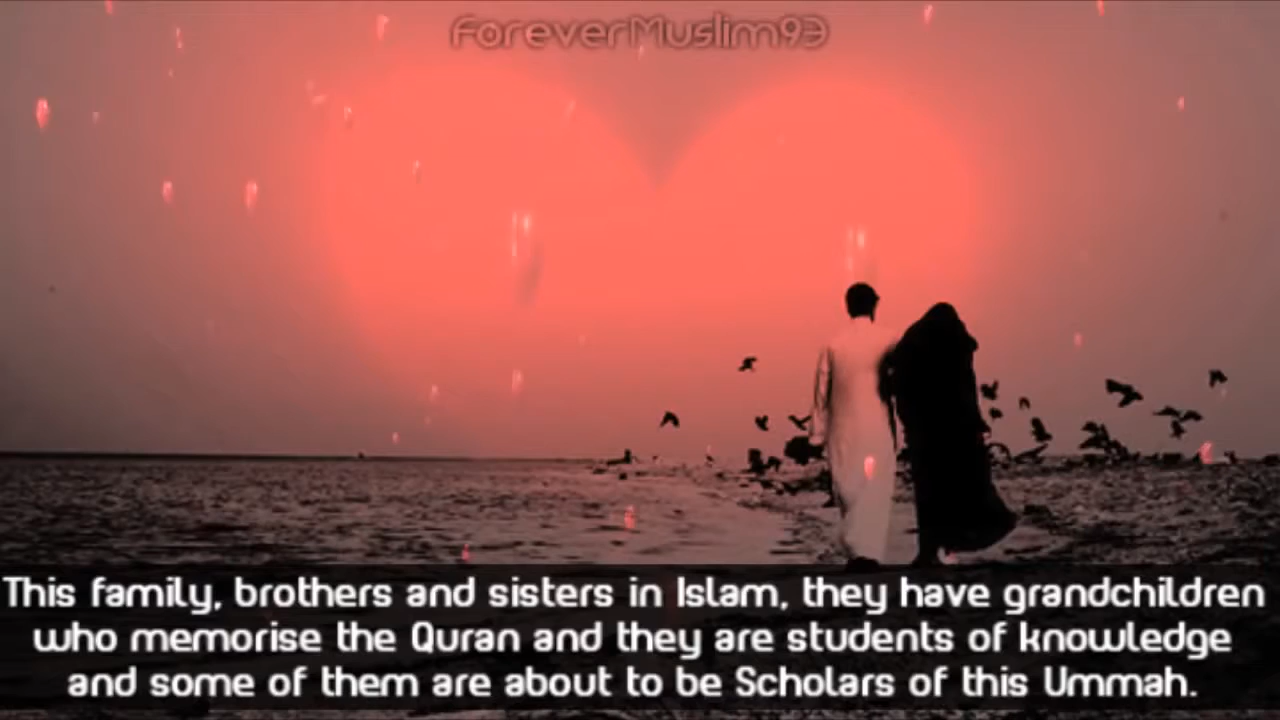 ForeverMuslim93
This family, brothers and sisters in Islam, they have grandchildren
who memorise the Quran and they are students of knowledge
and some of them are about to be Scholars of this Ummah.